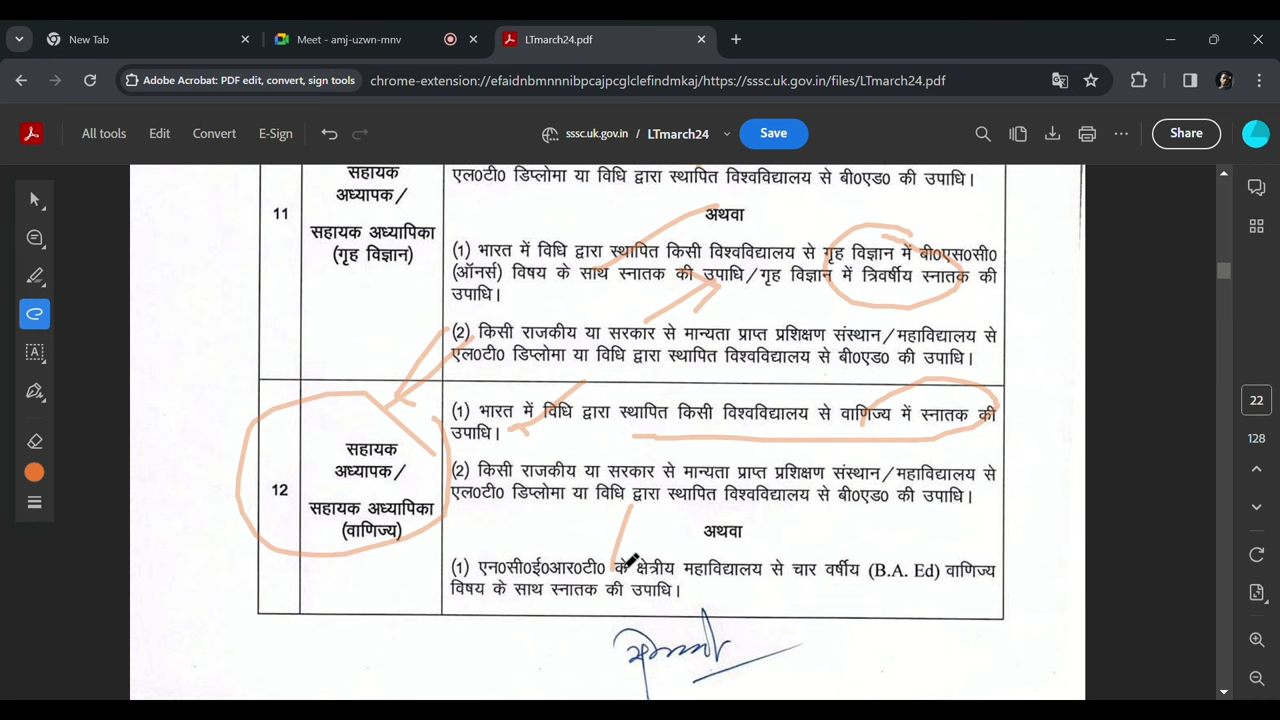 New Tab
Meet - amj-uzwn-mnv
LTmarch24.pdf
Adobe Acrobat: PDF edit, convert, sign tools
chrome-extension://efaidnbmnnnibpcajpcglclefindmkaj/https://sssc.uk.gov.in/files/LTmarch24.pdf
All tools
Edit
Convert
E-Sign
sssc.uk.gov.in / LTmarch24
Save
Share
11
सहायक
अध्यापक/
सहायक अध्यापिका
(गृह विज्ञान)
एल0टी0 डिप्लोमा या विधि द्वारा स्थापित विश्वविद्यालय से बी0एड0 की उपाधि।
अथवा
(1) भारत में विधि द्वारा स्थापित किसी विश्वविद्यालय से गृह विज्ञान में बी0एस0सी0
(ऑनर्स) विषय के साथ स्नातक की उपाधि/गृह विज्ञान में त्रिवर्षीय स्नातक की
उपाधि।
(2) किसी राजकीय या सरकार से मान्यता प्राप्त प्रशिक्षण संस्थान/महाविद्यालय से
एल0टी0 डिप्लोमा या विधि द्वारा स्थापित विश्वविद्यालय से बी0एड0 की उपाधि।
12
सहायक
अध्यापक/
सहायक अध्यापिका
(वाणिज्य)
(1) भारत में विधि द्वारा स्थापित किसी विश्वविद्यालय से वाणिज्य में स्नातक की
उपाधि।
(2) किसी राजकीय या सरकार से मान्यता प्राप्त प्रशिक्षण संस्थान/महाविद्यालय से
एल0टी0 डिप्लोमा या विधि द्वारा स्थापित विश्वविद्यालय से बी0एड0 की उपाधि।
अथवा
(1) एन0सी0ई0आर0टी0 के क्षेत्रीय महाविद्यालय से चार वर्षीय (B.A. Ed) वाणिज्य
विषय के साथ स्नातक की उपाधि।
22
128